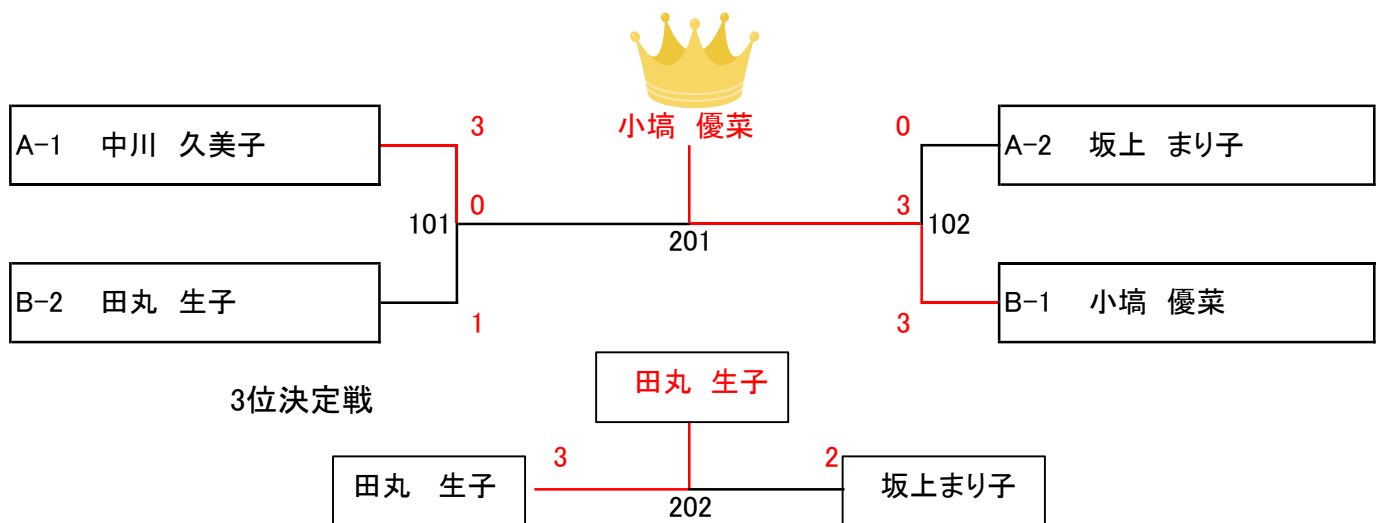 小塙 優菜
A-1 中川 久美子
3
0
A-2 坂上 まり子
101
0
201
3
102
B-2 田丸 生子
1
3
B-1 小塙 優菜
3位決定戦
田丸 生子
田丸 生子
3
202
2
坂上まり子